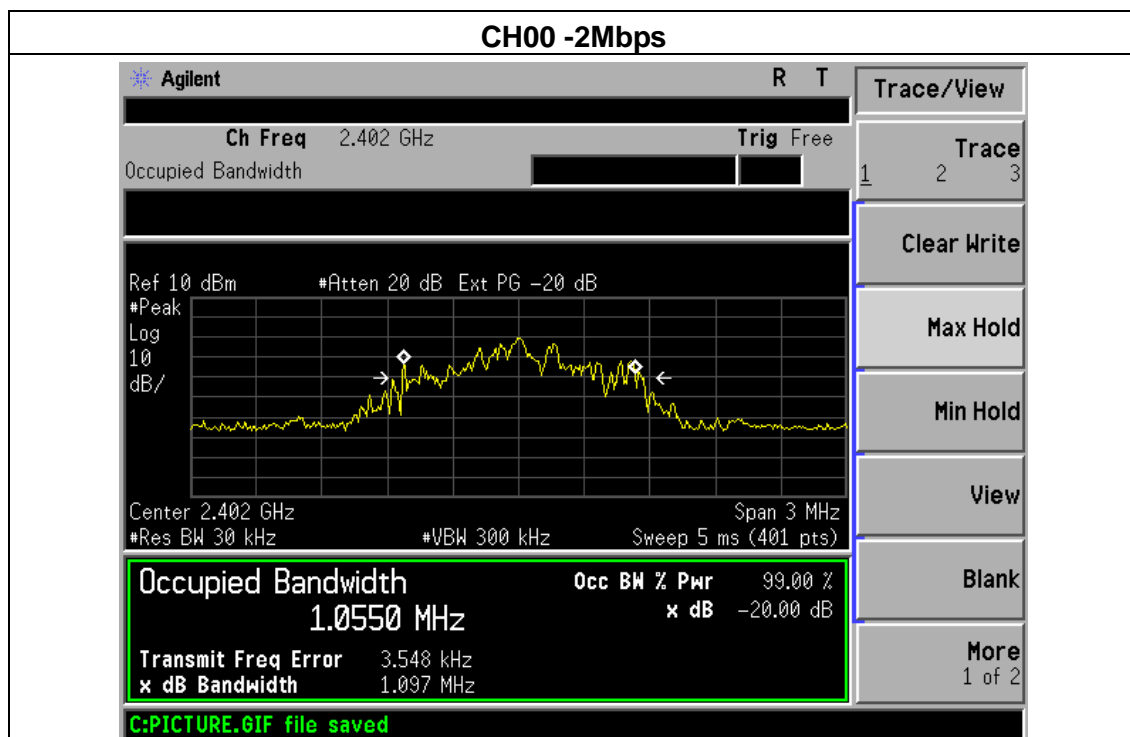 CH00 -2Mbps
Agilent R T
Trace/View
Ch Freq 2.402 GHz Trig Free
Occupied Bandwidth
Trace
1 2 3
Clear Write
Ref 10 dBm #Atten 20 dB Ext PG -20 dB
#Peak
Log
10
dB/
Max Hold
Min Hold
View
Center 2.402 GHz Span 3 MHz
#Res BW 30 kHz #VBW 300 kHz Sweep 5 ms (401 pts)
Occupied Bandwidth Occ BW % Pwr 99.00 %
1.0550 MHz x dB -20.00 dB
Blank
Transmit Freq Error 3.548 kHz
x dB Bandwidth 1.097 MHz
More
1 of 2
C:PICTURE.GIF file saved